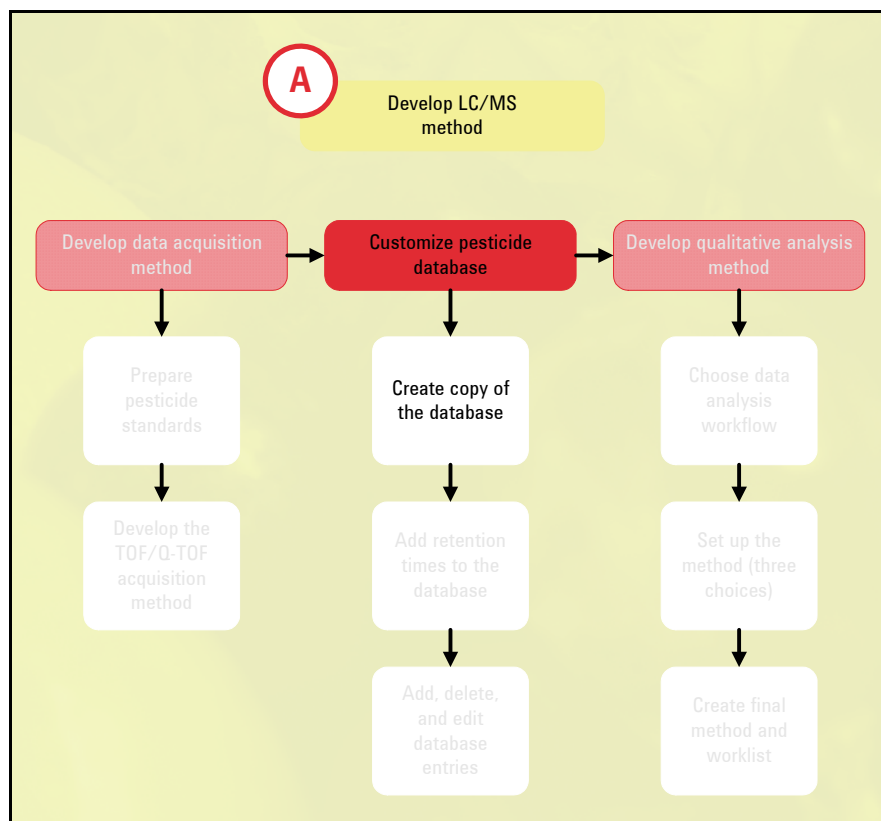 A
Develop LC/MS
method
Develop data acquisition
method
Customize pesticide
database
Develop qualitative analysis
method
Prepare
pesticide
standards
Create copy of
the database
Choose data
analysis
workflow
Develop the
TOF/Q-TOF
acquisition
method
Add retention
times to the
database
Set up the
method (three
choices)
Add, delete,
and edit
database
entries
Create final
method and
worklist